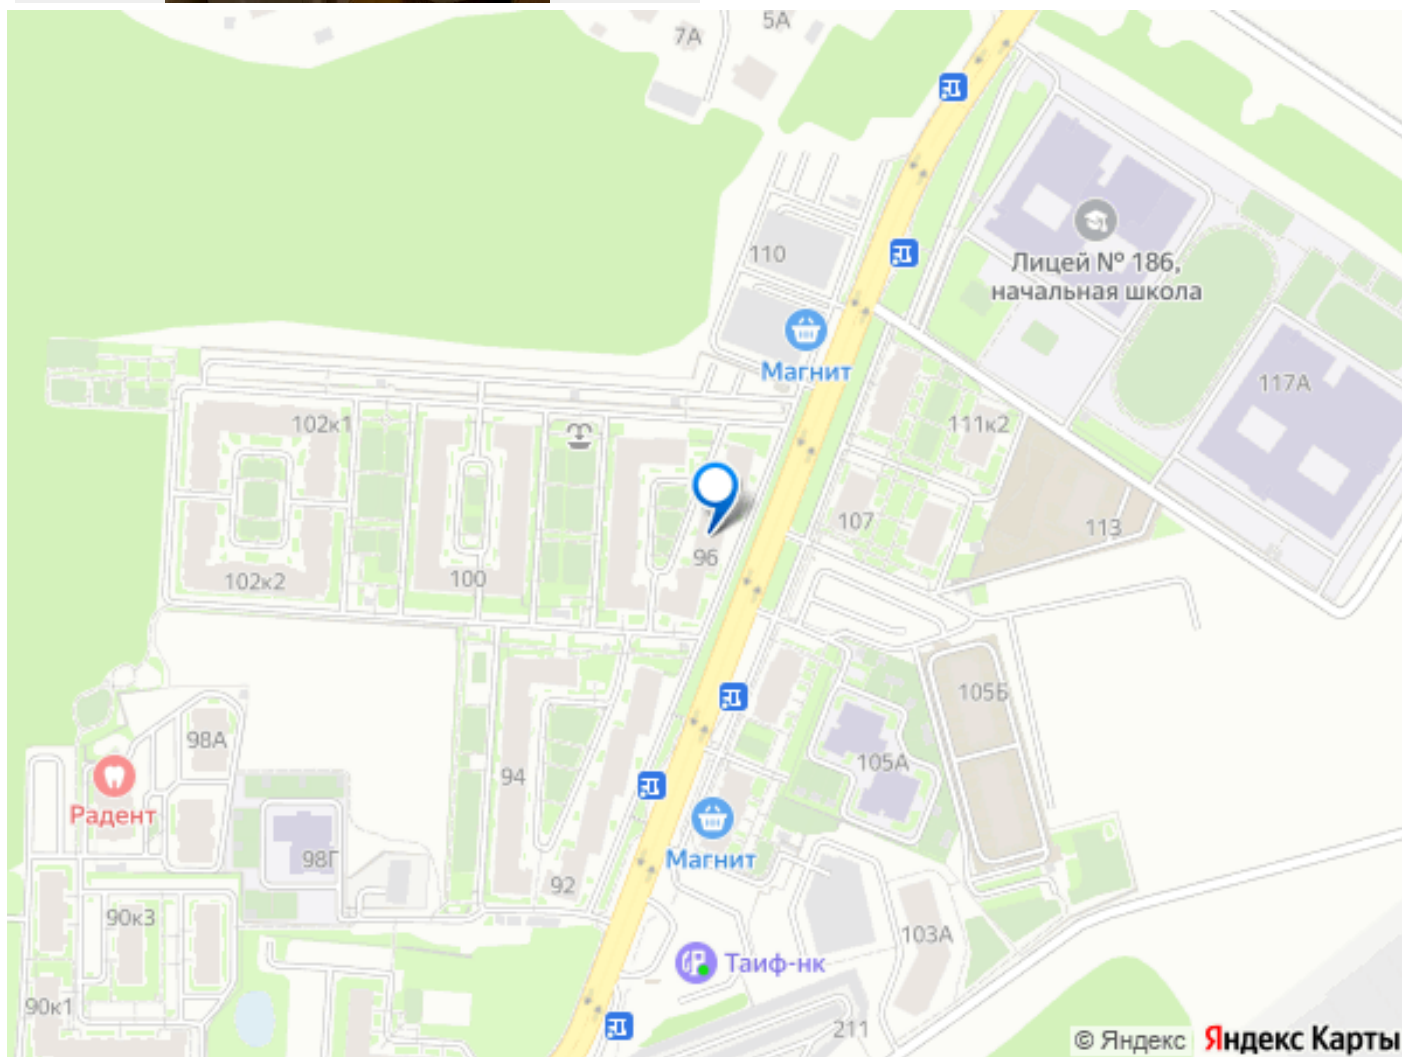 5А
7А
110
Лицей № 186,
начальная школа
Магнит
117А
102к1
111к2
107
113
96
100
102к2
105Б
98А
105А
94
Радент
Магнит
98Г
92
90к3
103А
Таиф-нк
90к1
211
© Яндекс Яндекс Карты